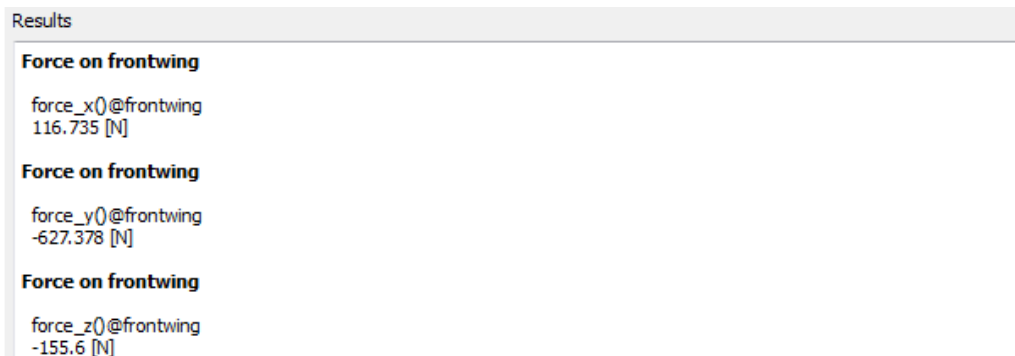 Results
Force on frontwing
force_x()@frontwing
116.735 [N]
Force on frontwing
force_y()@frontwing
-627.378 [N]
Force on frontwing
force_z()@frontwing
-155.6 [N]